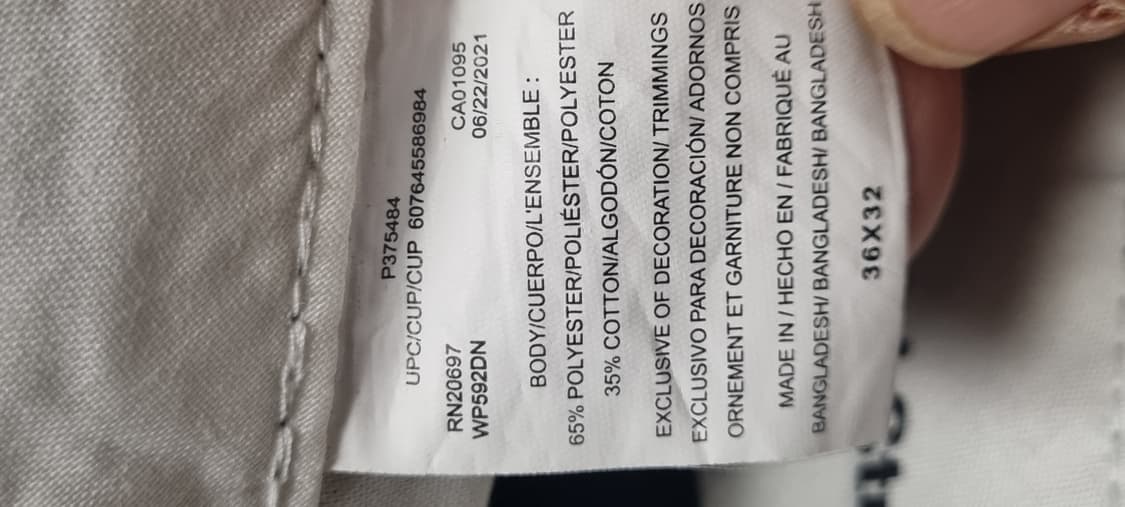 P375484
UPC/CUP/CUP 607645586984
RN20697 CA01095
WP592DN 06/22/2021
BODY/CUERPO/L'ENSEMBLE :
65% POLYESTER/POLIÉSTER/POLYESTER
35% COTTON/ALGODÓN/COTON
EXCLUSIVE OF DECORATION/ TRIMMINGS
EXCLUSIVO PARA DECORACIÓN/ ADORNOS
ORNEMENT ET GARNITURE NON COMPRIS
MADE IN / HECHO EN / FABRIQUÉ AU
BANGLADESH/ BANGLADESH/ BANGLADESH
36X32